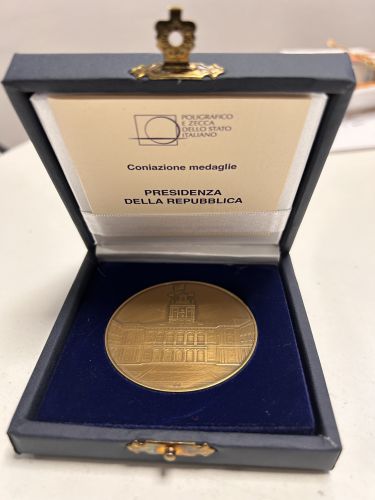 POLIGRAFICO
E ZECCA
DELLO STATO
ITALIANO
Coniazione medaglie
PRESIDENZA
DELLA REPUBBLICA